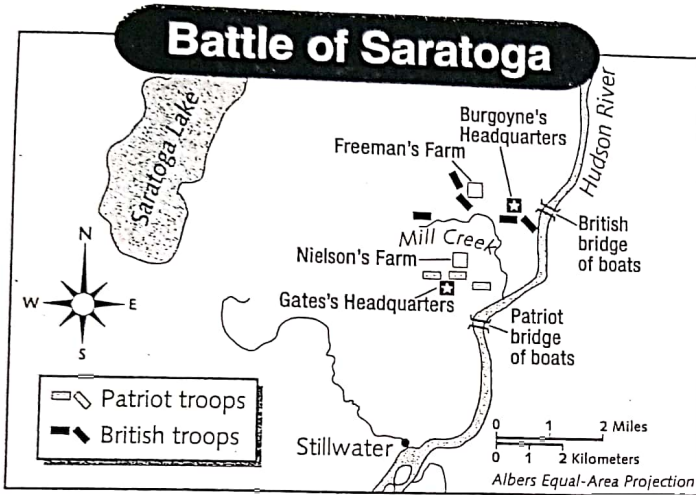 Battle of Saratoga
Saratoga Lake
Hudson River
Burgoyne's
Headquarters
Freeman's Farm
British
bridge
of boats
Mill Creek
Nielson's Farm
Gates's Headquarters
Patriot
bridge
of boats
N
W
E
S
Patriot troops
British troops
Stillwater
0 1 2 Miles
0 1 2 Kilometers
Albers Equal-Area Projection